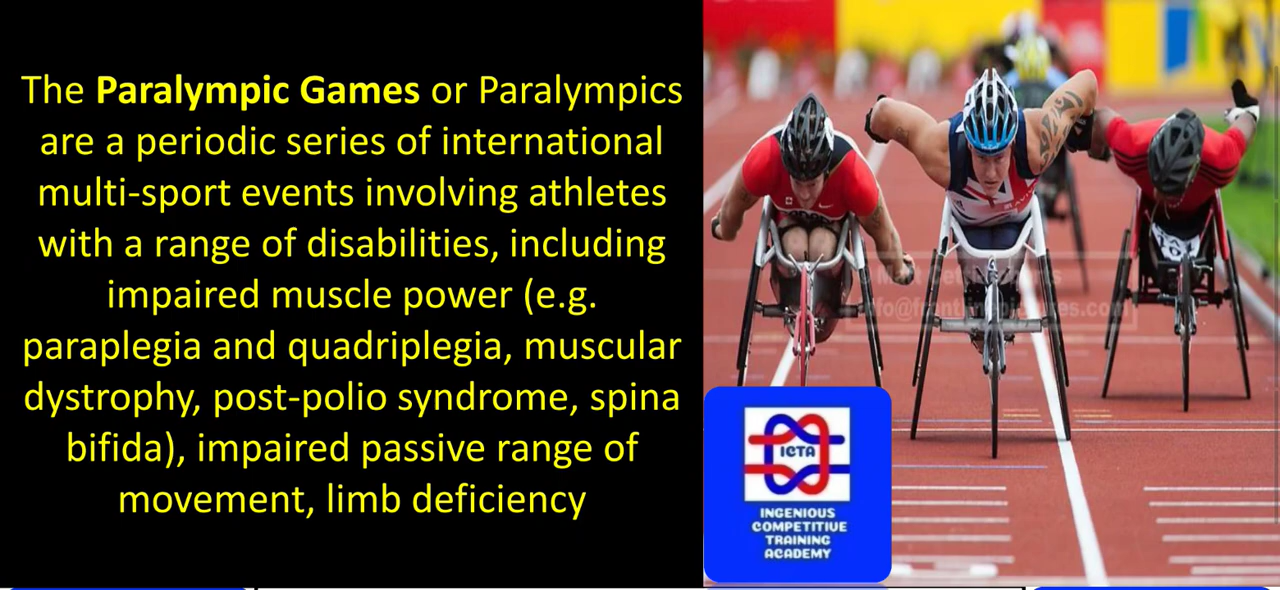 The Paralympic Games or Paralympics
are a periodic series of international
multi-sport events involving athletes
with a range of disabilities, including
impaired muscle power (e.g.
paraplegia and quadriplegia, muscular
dystrophy, post-polio syndrome, spina
bifida), impaired passive range of
movement, limb deficiency
ICTA
INGENIOUS
COMPETITIVE
TRAINING
ACADEMY